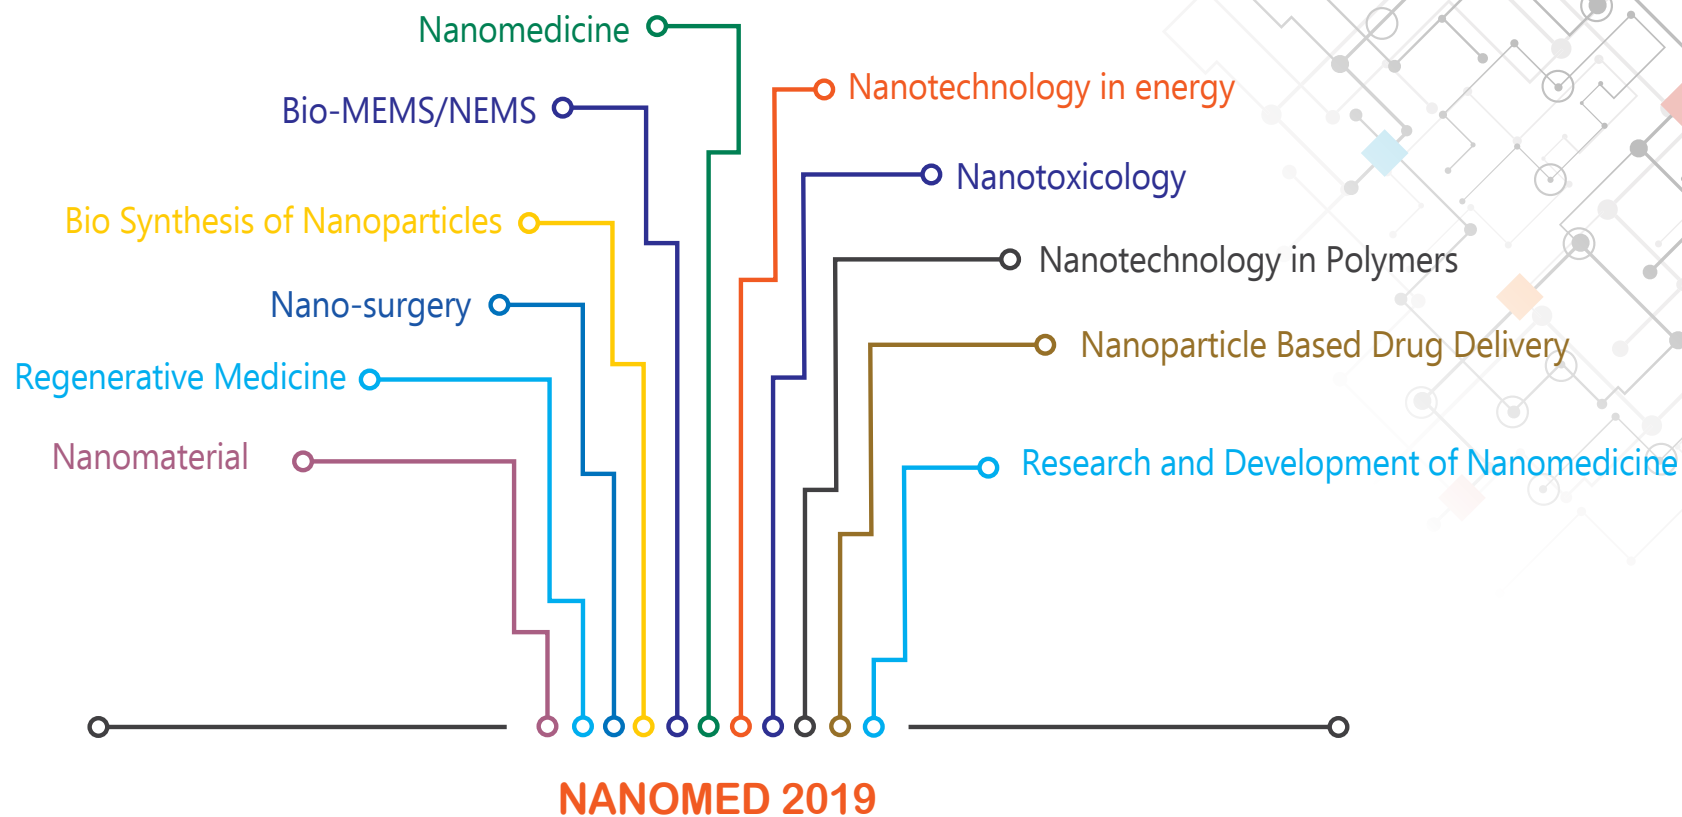 Nanomedicine
Nanotechnology in energy
Bio-MEMS/NEMS
Nanotoxicology
Bio Synthesis of Nanoparticles
Nanotechnology in Polymers
Nano-surgery
Nanoparticle Based Drug Delivery
Regenerative Medicine
Nanomaterial
Research and Development of Nanomedicine
NANOMED 2019